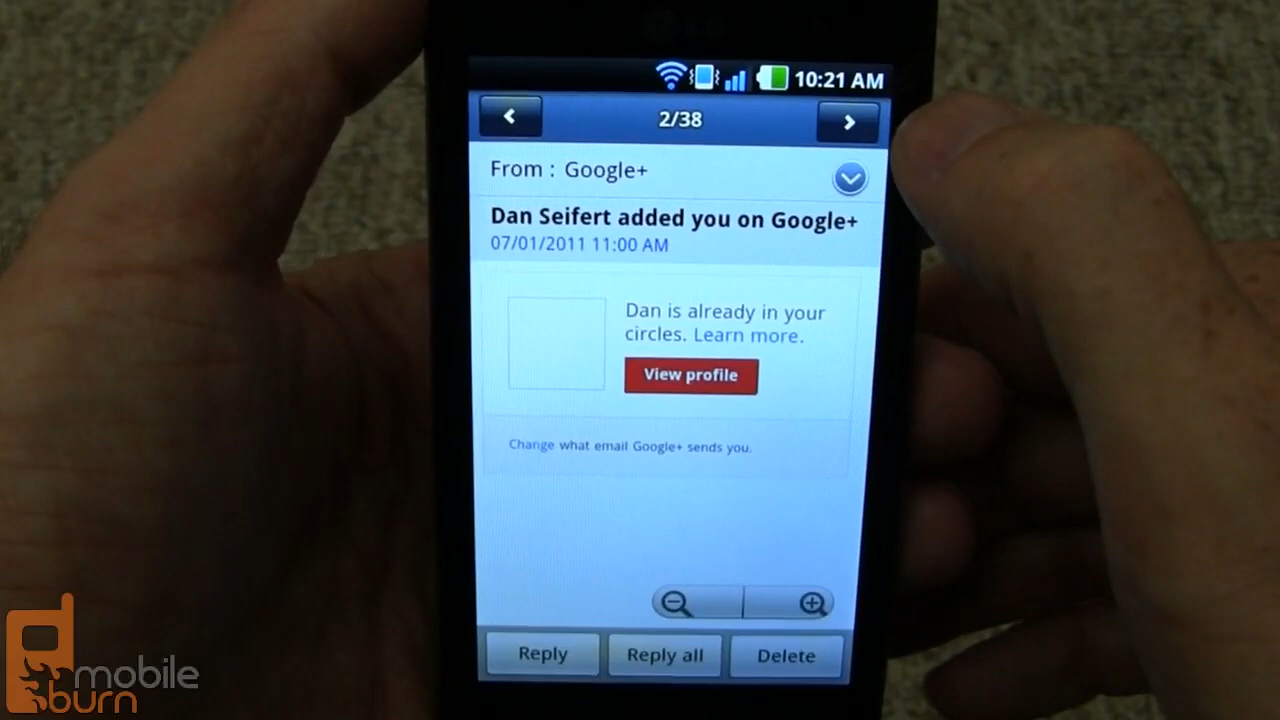 LG
10:21 AM
2/38
From : Google+
Dan Seifert added you on Google+
07/01/2011 11:00 AM
Dan is already in your
circles. Learn more.
View profile
Change what email Google+ sends you.
Reply
Reply all
Delete
mobile
burn